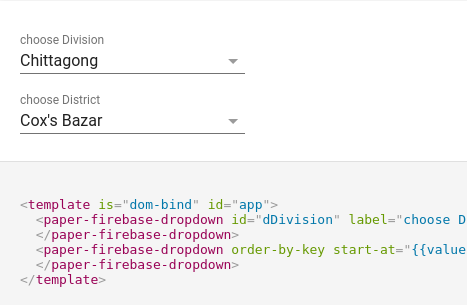 choose Division
Chittagong
choose District
Cox's Bazar
<template is="dom-bind" id="app">
<paper-firebase-dropdown id="dDivision" label="choose D
</paper-firebase-dropdown>
<paper-firebase-dropdown order-by-key start-at="{{value
</paper-firebase-dropdown>
</template>